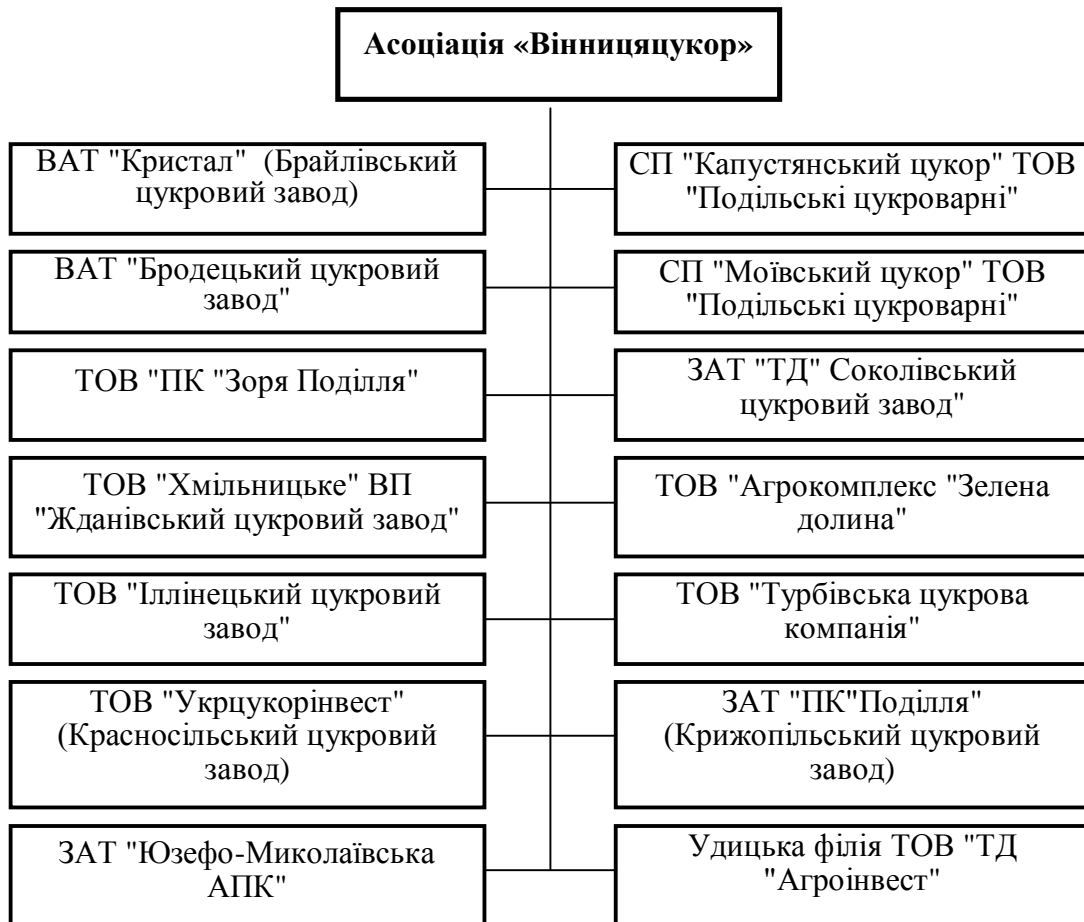 Асоціація «Вінницяцукор»
ВАТ "Кристал" (Брайлівський
цукровий завод)
СП "Капустянський цукор" ТОВ
"Подільські цукроварні"
ВАТ "Бродецький цукровий
завод"
СП "Моївський цукор" ТОВ
"Подільські цукроварні"
ТОВ "ПК "Зоря Поділля"
ЗАТ "ТД" Соколівський
цукровий завод"
ТОВ "Хмільницьке" ВП
"Жданівський цукровий завод"
ТОВ "Агрокомплекс "Зелена
долина"
ТОВ "Іллінецький цукровий
завод"
ТОВ "Турбівська цукрова
компанія"
ТОВ "Укрцукорінвест"
(Красносільський цукровий
завод)
ЗАТ "ПК"Поділля"
(Крижопільський цукровий
завод)
ЗАТ "Юзефо-Миколаївська
АПК"
Удицька філія ТОВ "ТД
"Агроінвест"